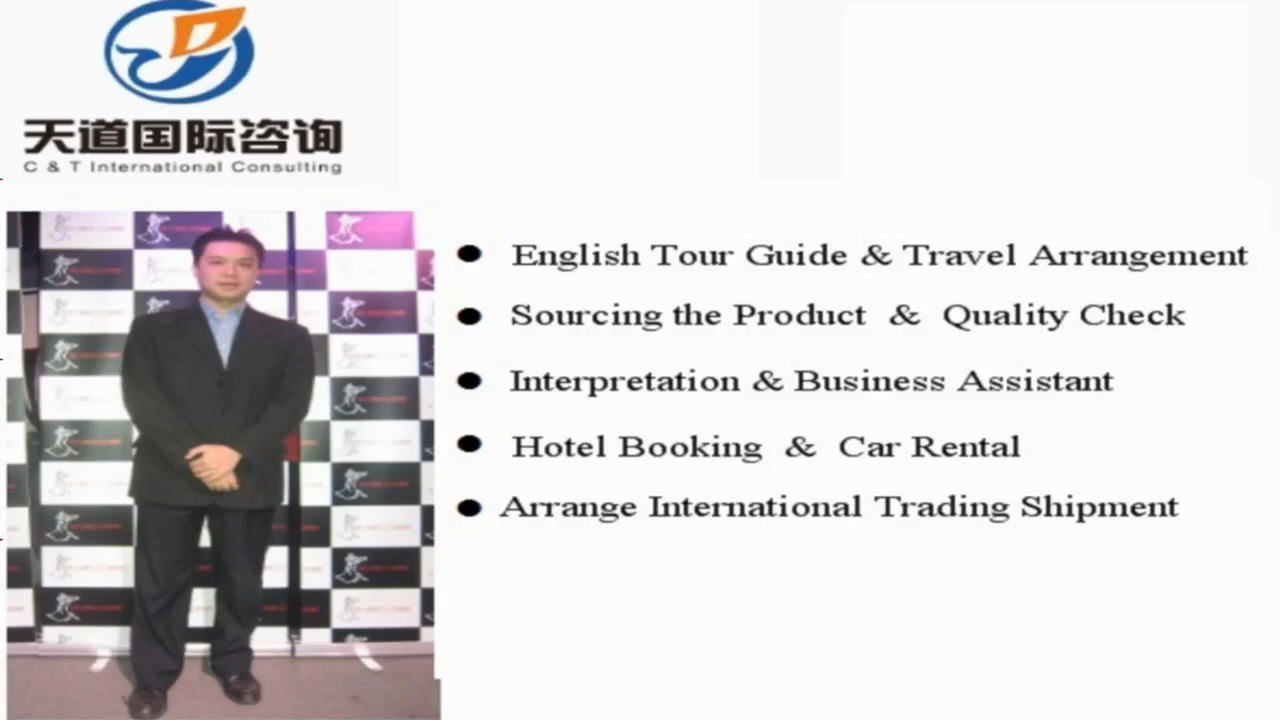 天道国际咨询
C & T International Consulting
English Tour Guide & Travel Arrangement
Sourcing the Product & Quality Check
Interpretation & Business Assistant
Hotel Booking & Car Rental
Arrange International Trading Shipment